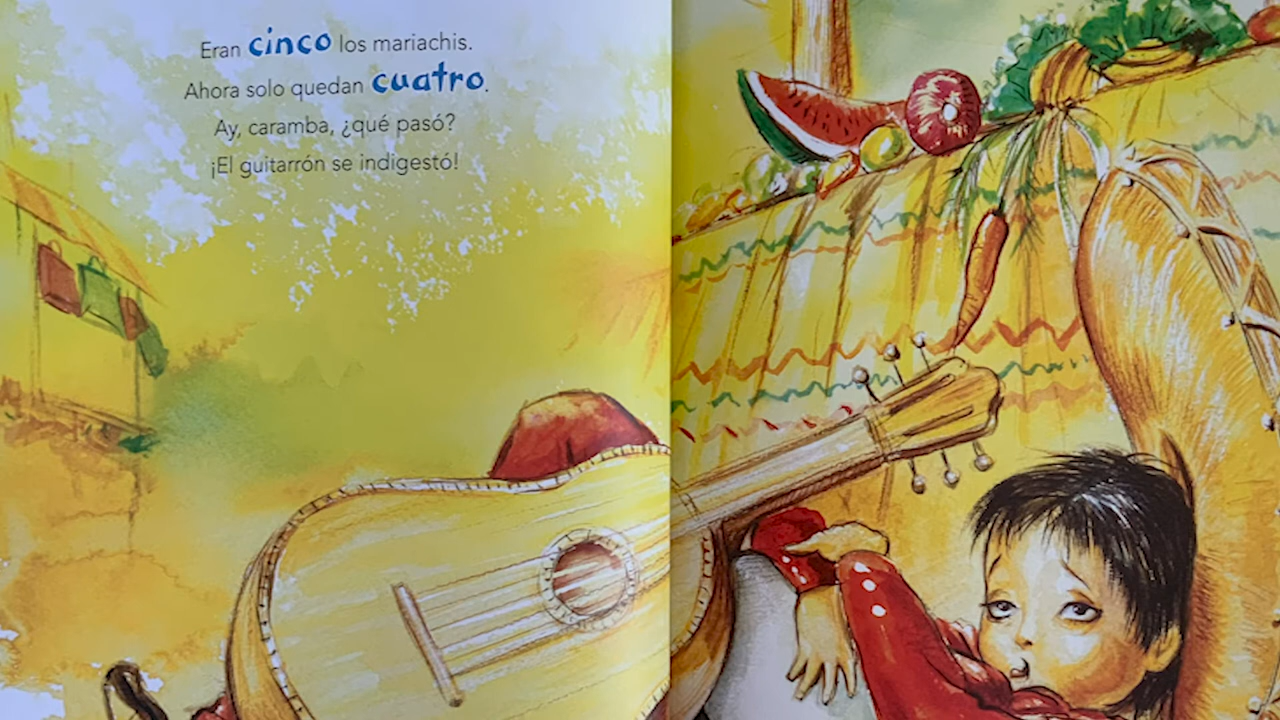 Eran cinco los mariachis.
Ahora solo quedan cuatro.
Ay, caramba, ¿qué pasó?
¡El guitarrón se indigestó!